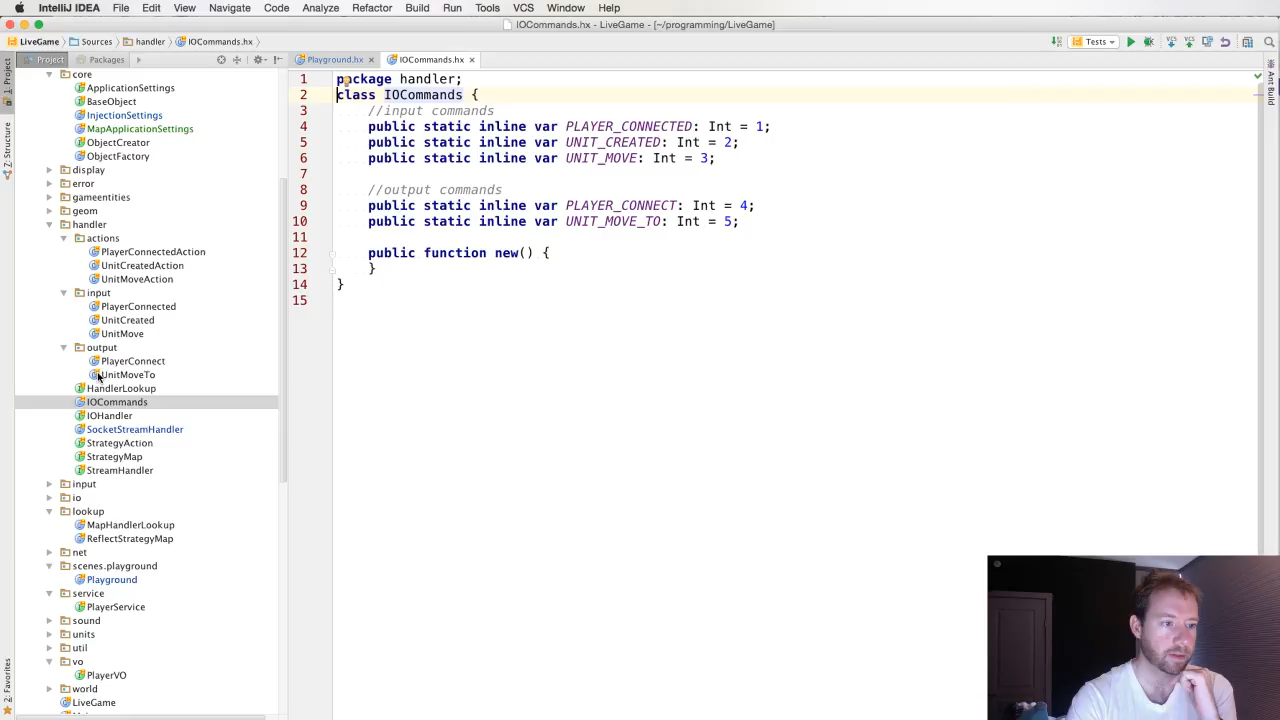 IntelliJ IDEA File Edit View Navigate Code Analyze Refactor Build Run Tools VCS Window Help
IOCommands.hx - LiveGame - [~/programming/LiveGame]
LiveGame Sources handler IOCommands.hx Tests
Project Packages Playground.hx IOCommands.hx
1: Project
Z: Structure
2: Favorites
Ant Build
core
ApplicationSettings
BaseObject
InjectionSettings
MapApplicationSettings
ObjectCreator
ObjectFactory
display
error
gameentities
geom
handler
actions
PlayerConnectedAction
UnitCreatedAction
UnitMoveAction
input
PlayerConnected
UnitCreated
UnitMove
output
PlayerConnect
UnitMoveTo
HandlerLookup
IOCommands
IOHandler
SocketStreamHandler
StrategyAction
StrategyMap
StreamHandler
input
io
lookup
MapHandlerLookup
ReflectStrategyMap
net
scenes.playground
Playground
service
PlayerService
sound
units
util
vo
PlayerVO
world
LiveGame
1 package handler;
2 class IOCommands {
3 //input commands
4 public static inline var PLAYER_CONNECTED: Int = 1;
5 public static inline var UNIT_CREATED: Int = 2;
6 public static inline var UNIT_MOVE: Int = 3;
7
8 //output commands
9 public static inline var PLAYER_CONNECT: Int = 4;
10 public static inline var UNIT_MOVE_TO: Int = 5;
11
12 public function new() {
13 }
14 }
15